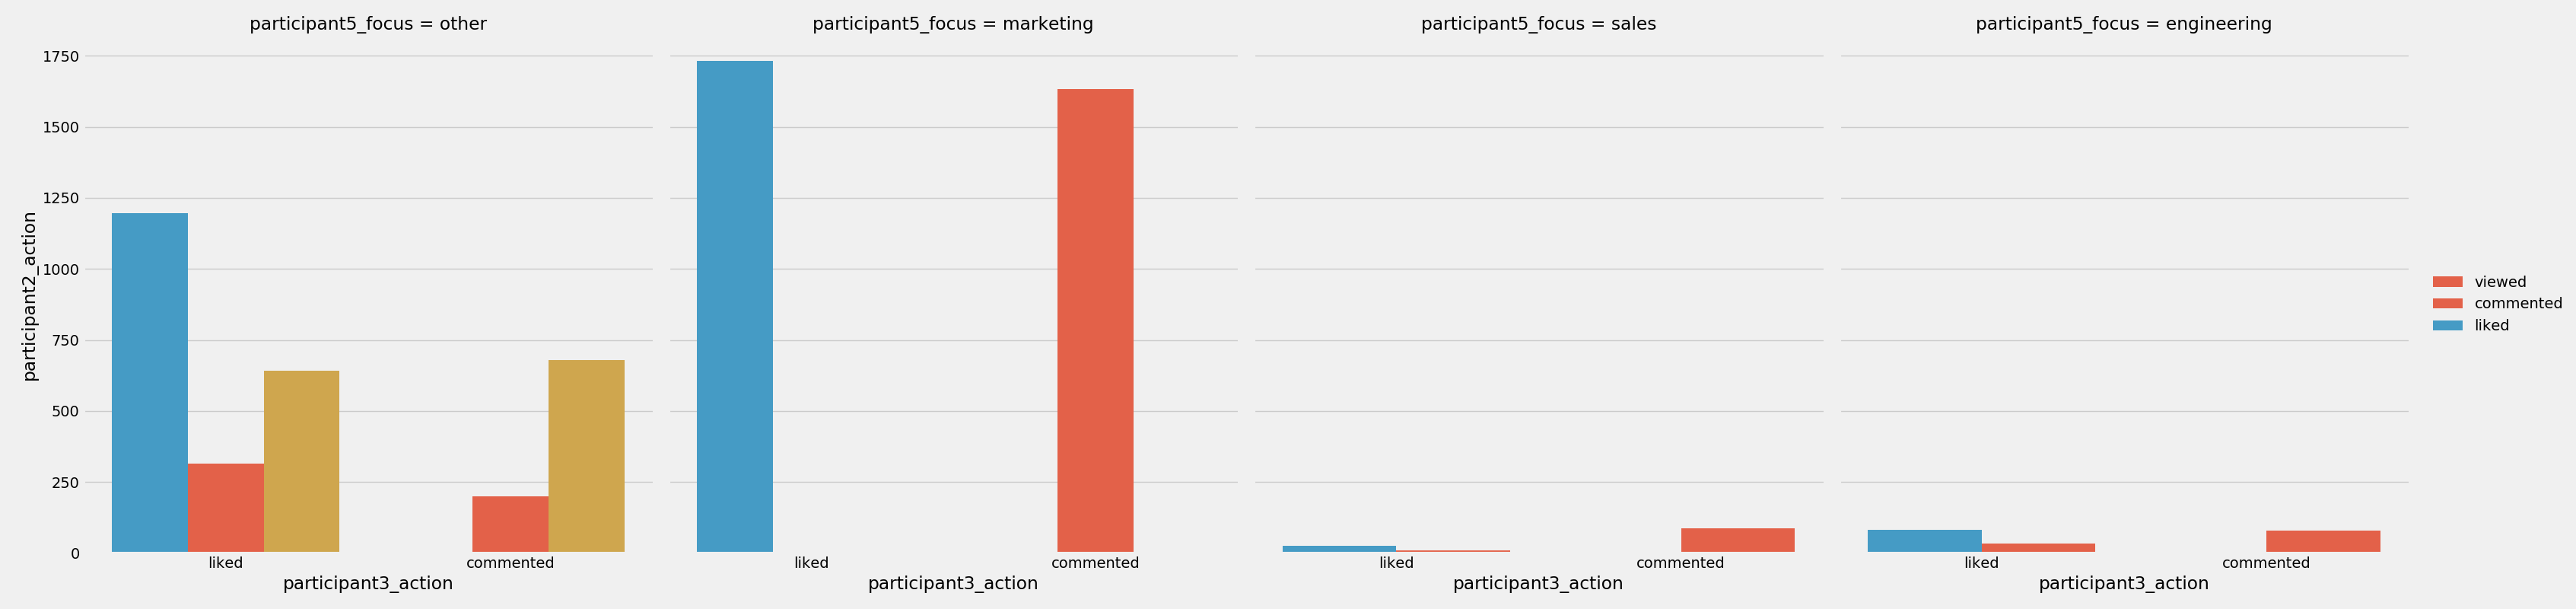 participant5_focus = other
participant5_focus = marketing
participant5_focus = sales
participant5_focus = engineering
participant2_action
1750
1500
1250
1000
750
500
250
0
liked
commented
liked
commented
liked
commented
liked
commented
participant3_action
participant3_action
participant3_action
participant3_action
viewed
commented
liked